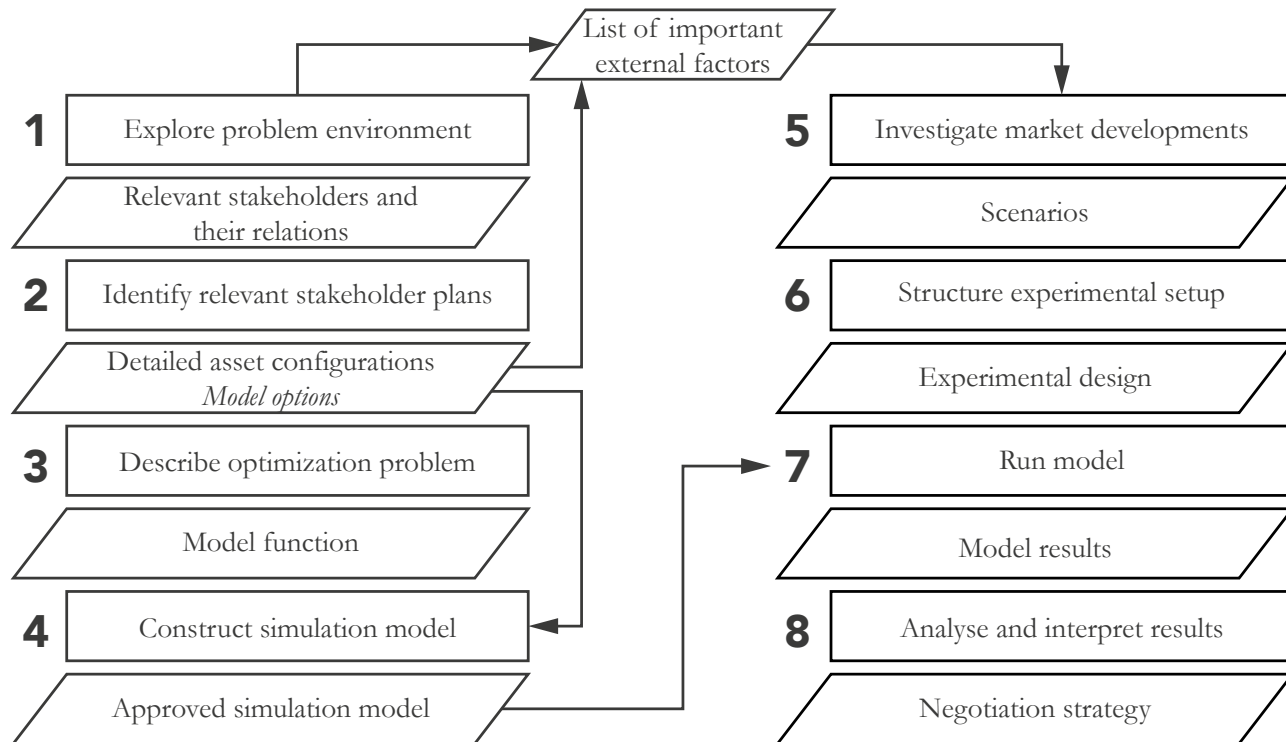 List of important
external factors
1
Explore problem environment
Relevant stakeholders and
their relations
2
Identify relevant stakeholder plans
Detailed asset configurations
Model options
3
Describe optimization problem
Model function
4
Construct simulation model
Approved simulation model
5
Investigate market developments
Scenarios
6
Structure experimental setup
Experimental design
7
Run model
Model results
8
Analyse and interpret results
Negotiation strategy